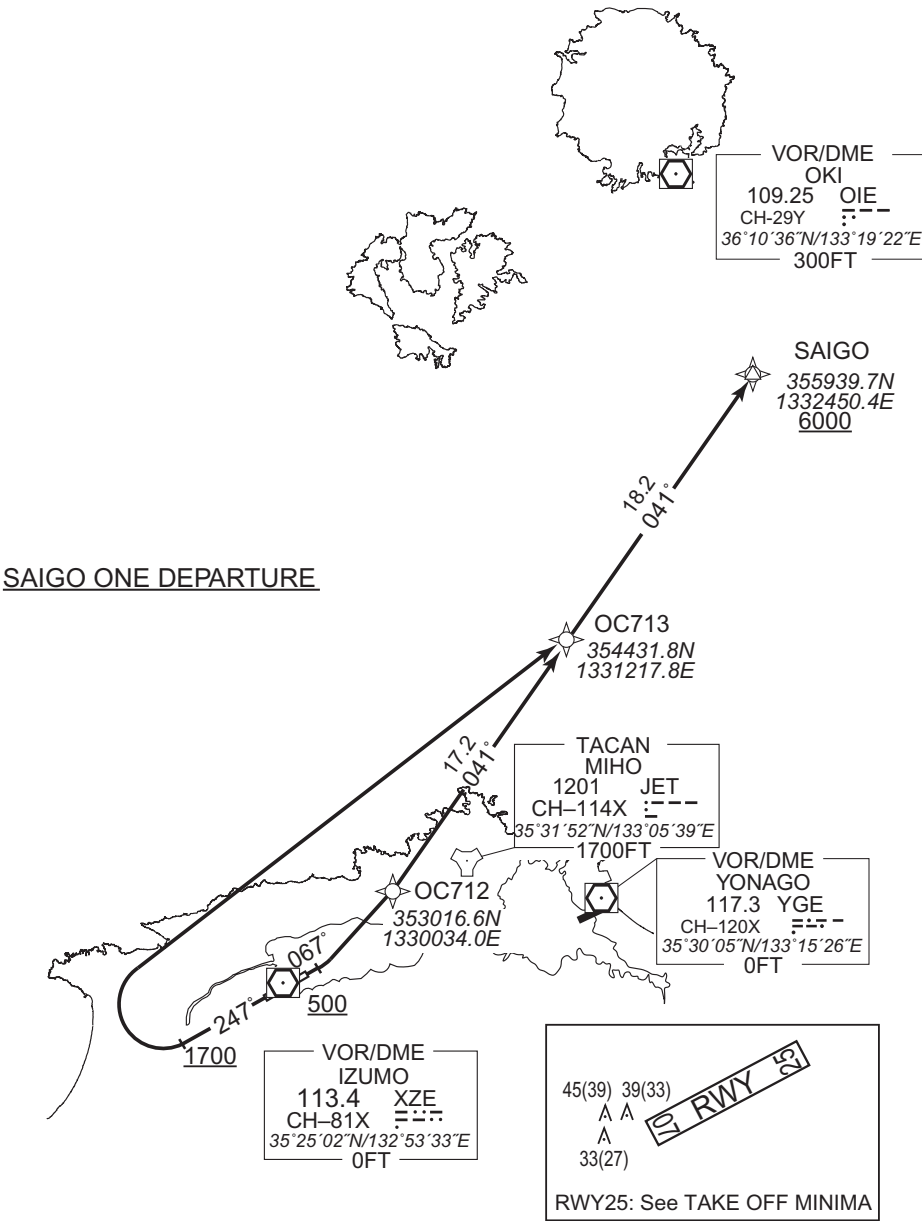 VOR/DME
OKI
109.25 OIE
CH-29Y
36°10´36˝N/133°19´22˝E
300FT
SAIGO
355939.7N
1332450.4E
6000
18.2
041°
SAIGO ONE DEPARTURE
OC713
354431.8N
1331217.8E
17.2
041°
TACAN
MIHO
1201 JET
CH–114X
35°31´52˝N/133°05´39˝E
1700FT
VOR/DME
YONAGO
117.3 YGE
CH–120X
35°30´05˝N/133°15´26˝E
0FT
OC712
353016.6N
1330034.0E
067°
500
247°
1700
VOR/DME
IZUMO
113.4 XZE
CH–81X
35°25´02˝N/132°53´33˝E
0FT
45(39) 39(33)
33(27)
07 RWY 25
RWY25: See TAKE OFF MINIMA